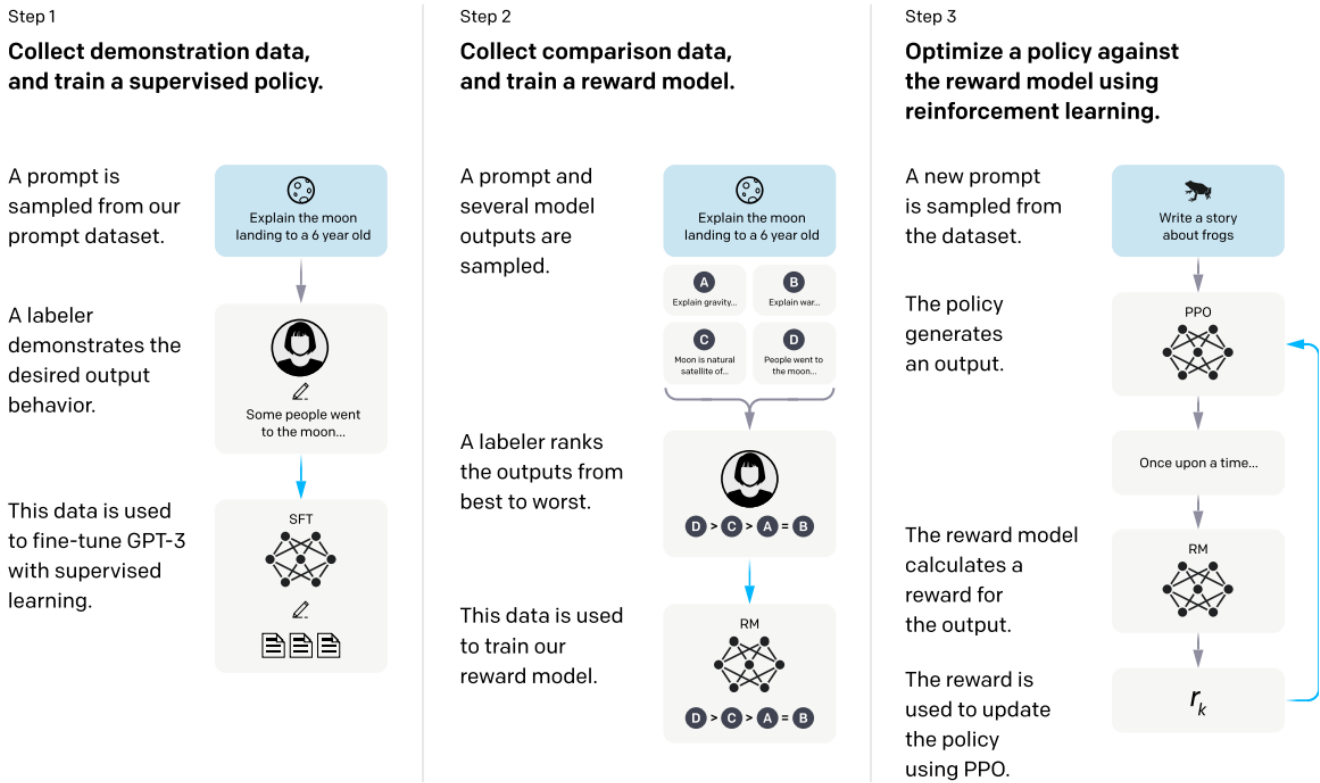 Step 1
Collect demonstration data,
and train a supervised policy.
A prompt is
sampled from our
prompt dataset.
Explain the moon
landing to a 6 year old
A labeler
demonstrates the
desired output
behavior.
Some people went
to the moon...
This data is used
to fine-tune GPT-3
with supervised
learning.
SFT
Step 2
Collect comparison data,
and train a reward model.
A prompt and
several model
outputs are
sampled.
Explain the moon
landing to a 6 year old
A
Explain gravity...
B
Explain war...
C
Moon is natural
satellite of...
D
People went to
the moon...
A labeler ranks
the outputs from
best to worst.
D > C > A = B
This data is used
to train our
reward model.
RM
D > C > A = B
Step 3
Optimize a policy against
the reward model using
reinforcement learning.
A new prompt
is sampled from
the dataset.
Write a story
about frogs
The policy
generates
an output.
PPO
Once upon a time...
The reward model
calculates a
reward for
the output.
RM
The reward is
used to update
the policy
using PPO.
rₖ